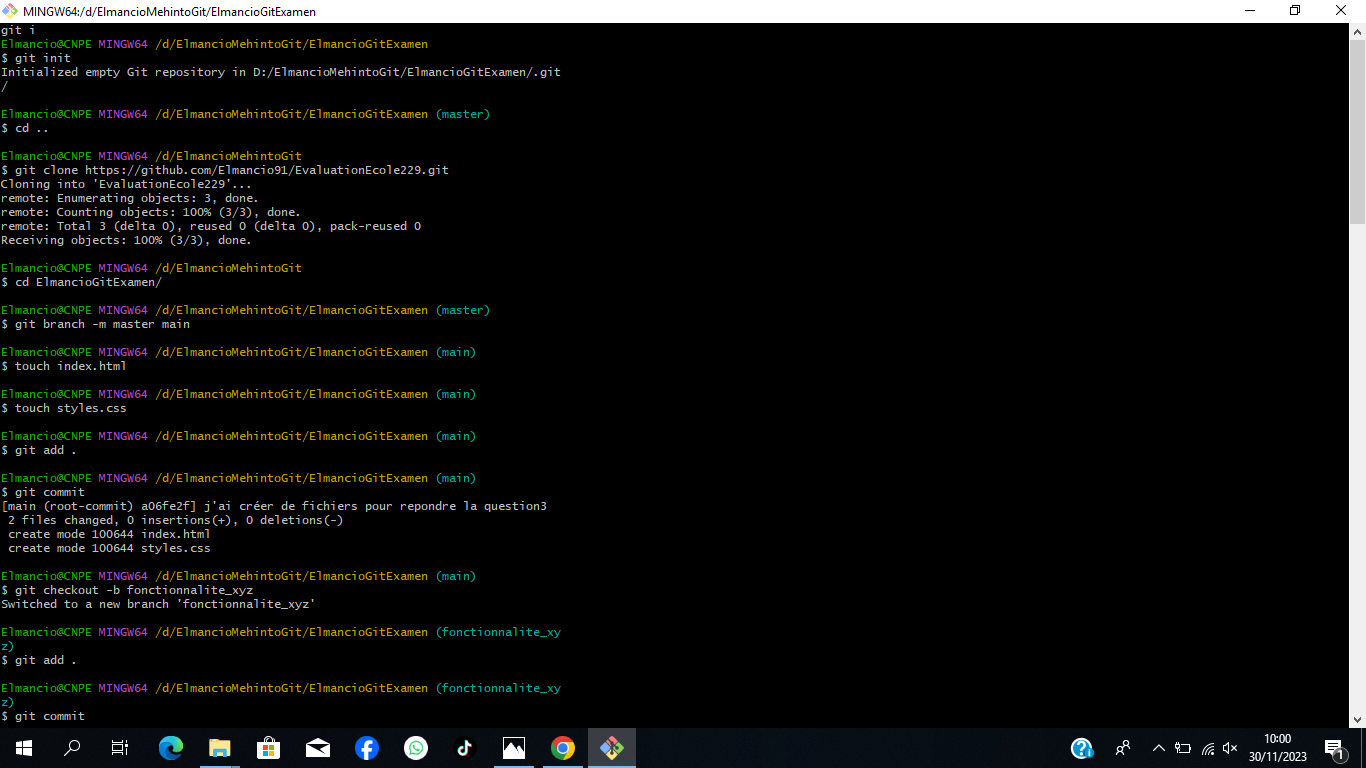 MINGW64:/d/ElmancioMehintoGit/ElmancioGitExamen
git i
Elmancio@CNPE MINGW64 /d/ElmancioMehintoGit/ElmancioGitExamen
$ git init
Initialized empty Git repository in D:/ElmancioMehintoGit/ElmancioGitExamen/.git
/
Elmancio@CNPE MINGW64 /d/ElmancioMehintoGit/ElmancioGitExamen (master)
$ cd ..
Elmancio@CNPE MINGW64 /d/ElmancioMehintoGit
$ git clone https://github.com/Elmancio91/EvaluationEcole229.git
Cloning into 'EvaluationEcole229'...
remote: Enumerating objects: 3, done.
remote: Counting objects: 100% (3/3), done.
remote: Total 3 (delta 0), reused 0 (delta 0), pack-reused 0
Receiving objects: 100% (3/3), done.
Elmancio@CNPE MINGW64 /d/ElmancioMehintoGit
$ cd ElmancioGitExamen/
Elmancio@CNPE MINGW64 /d/ElmancioMehintoGit/ElmancioGitExamen (master)
$ git branch -m master main
Elmancio@CNPE MINGW64 /d/ElmancioMehintoGit/ElmancioGitExamen (main)
$ touch index.html
Elmancio@CNPE MINGW64 /d/ElmancioMehintoGit/ElmancioGitExamen (main)
$ touch styles.css
Elmancio@CNPE MINGW64 /d/ElmancioMehintoGit/ElmancioGitExamen (main)
$ git add .
Elmancio@CNPE MINGW64 /d/ElmancioMehintoGit/ElmancioGitExamen (main)
$ git commit
[main (root-commit) a06fe2f] j'ai créer de fichiers pour repondre la question3
2 files changed, 0 insertions(+), 0 deletions(-)
create mode 100644 index.html
create mode 100644 styles.css
Elmancio@CNPE MINGW64 /d/ElmancioMehintoGit/ElmancioGitExamen (main)
$ git checkout -b fonctionnalite_xyz
Switched to a new branch 'fonctionnalite_xyz'
Elmancio@CNPE MINGW64 /d/ElmancioMehintoGit/ElmancioGitExamen (fonctionnalite_xy
z)
$ git add .
Elmancio@CNPE MINGW64 /d/ElmancioMehintoGit/ElmancioGitExamen (fonctionnalite_xy
z)
$ git commit
10:00
30/11/2023
1